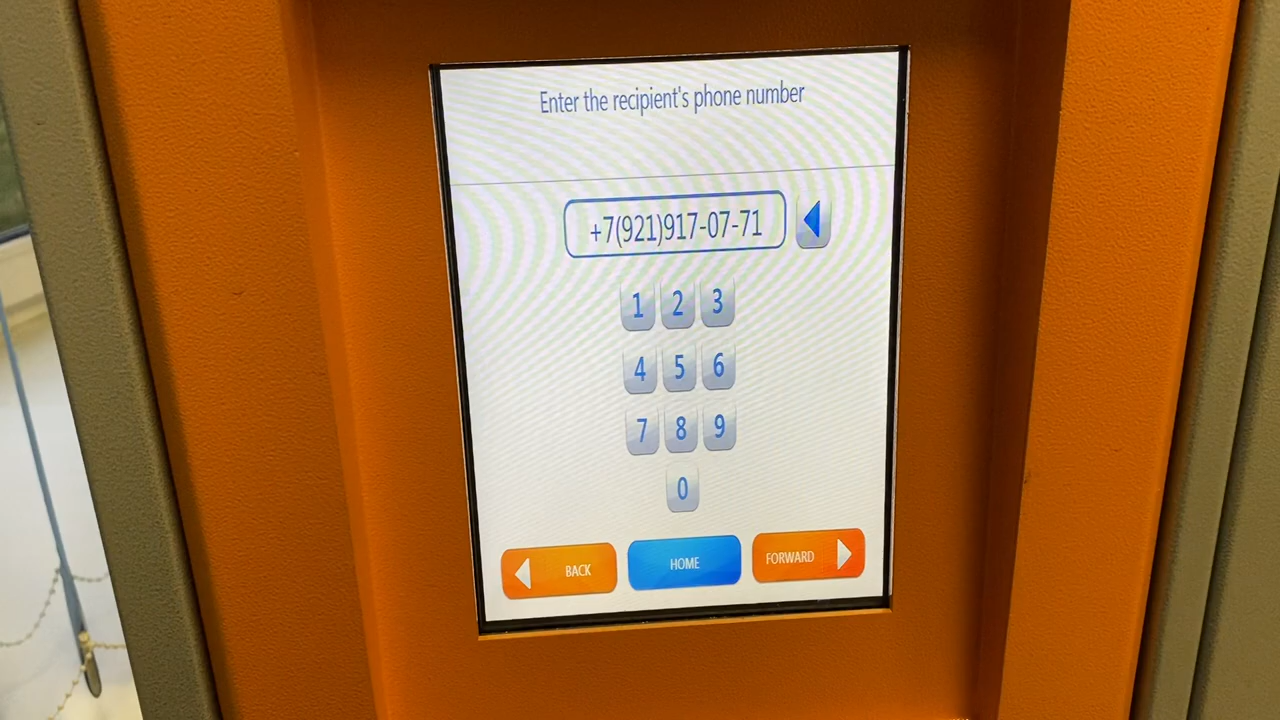 Enter the recipient's phone number
+7(921)917-07-71
1 2 3
4 5 6
7 8 9
0
BACK HOME FORWARD